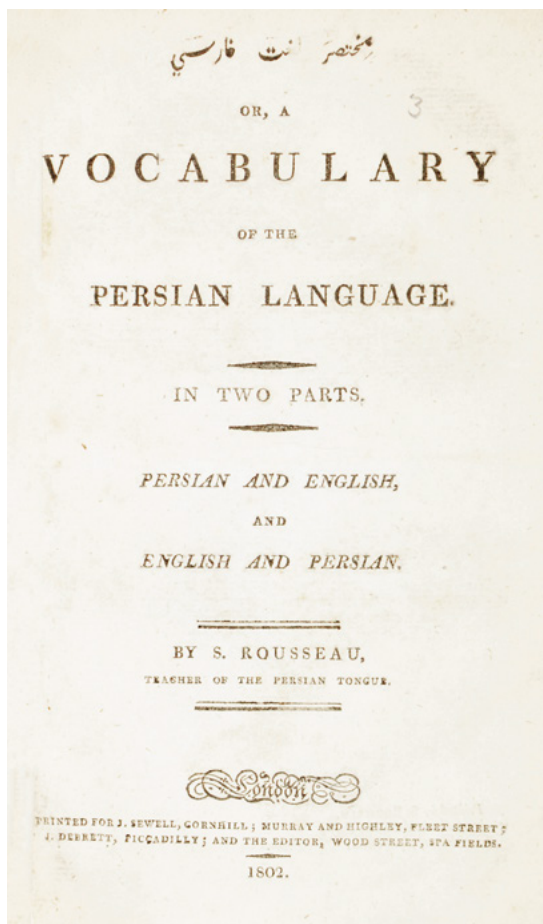 مختصر لغت فارسي
3
OR, A
VOCABULARY
OF THE
PERSIAN LANGUAGE.
IN TWO PARTS.
PERSIAN AND ENGLISH,
AND
ENGLISH AND PERSIAN.
BY S. ROUSSEAU,
TEACHER OF THE PERSIAN TONGUE.
London
PRINTED FOR J. SEWELL, CORNHILL; MURRAY AND HIGHLEY, FLEET STREET;
J. DEBRETT, PICCADILLY; AND THE EDITOR, WOOD STREET, SPA FIELDS.
1802.